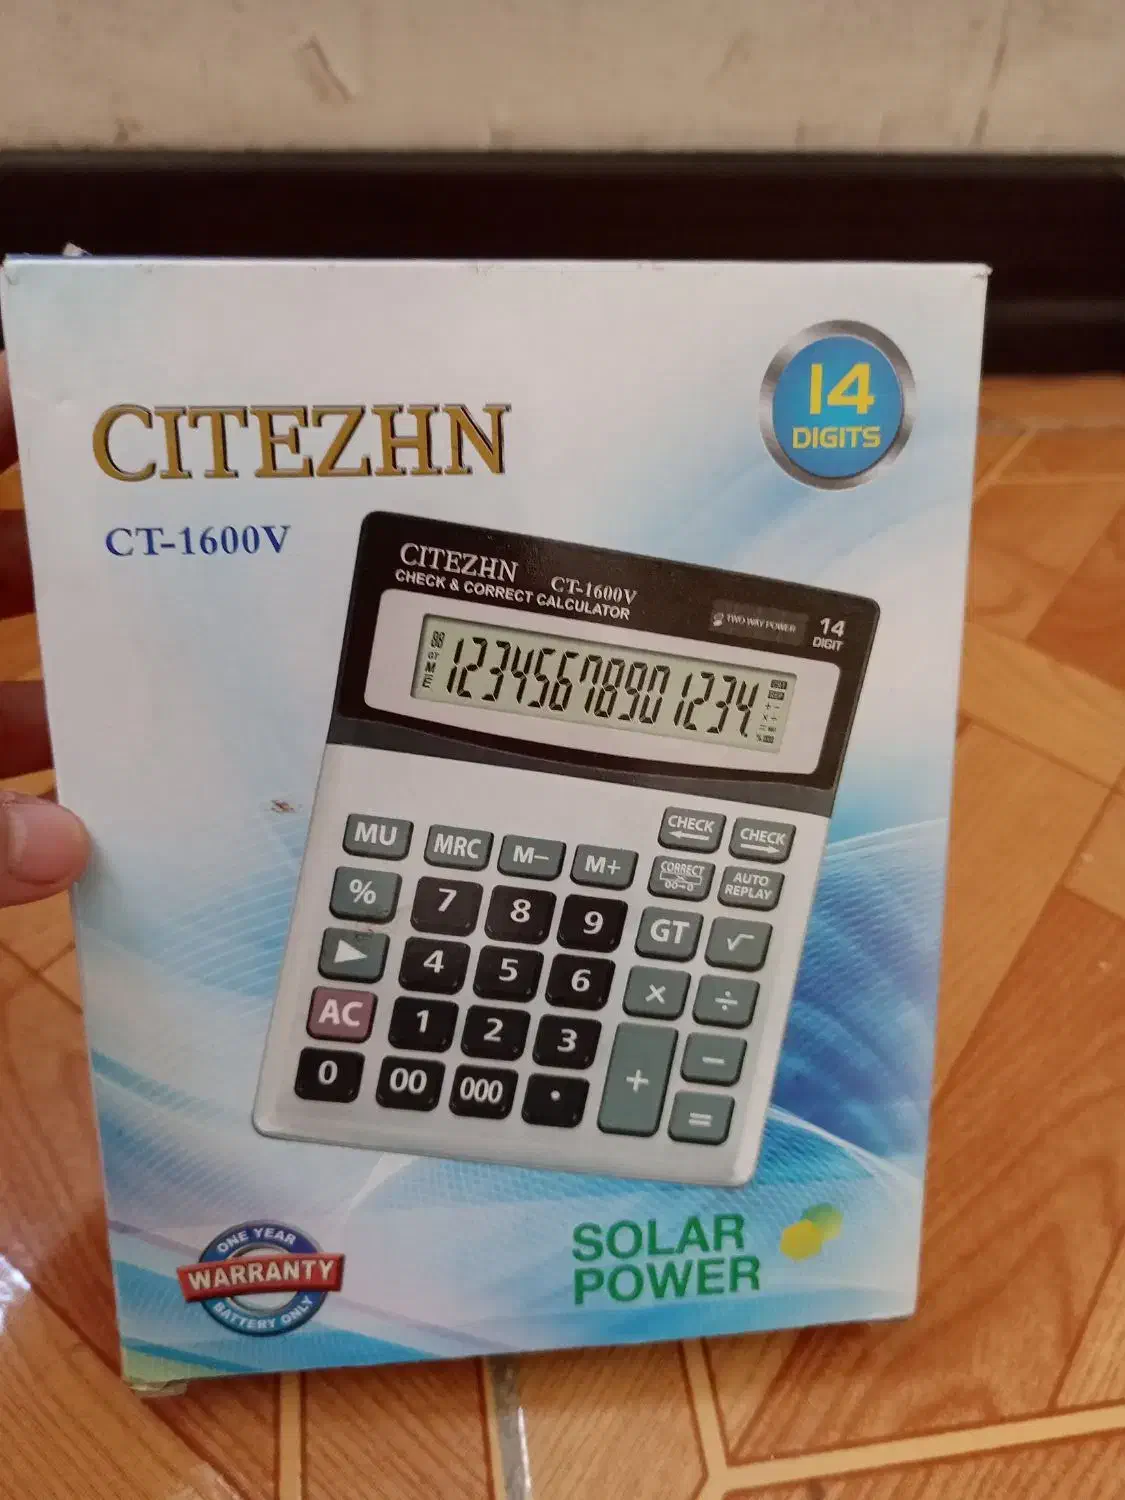 14
DIGITS
CITEZHN
CT-1600V
CITEZHN CT-1600V
CHECK & CORRECT CALCULATOR
TWO WAY POWER
14
DIGIT
GT
M
E
12345678901234.
CHECK CHECK
MU MRC M− M+ CORRECT AUTO REPLAY
% 7 8 9 GT √
▶ 4 5 6 × ÷
AC 1 2 3 + −
0 00 000 . =
ONE YEAR
WARRANTY
BATTERY ONLY
SOLAR
POWER